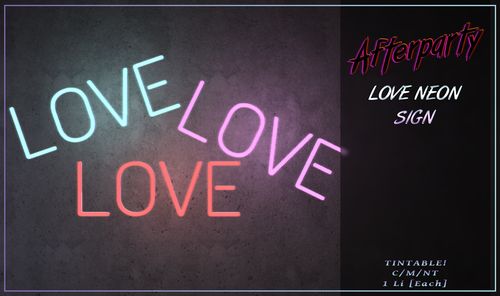 LOVE
LOVE
LOVE
Afterparty
LOVE NEON
SIGN
TINTABLE!
C/M/NT
1 Li [Each]